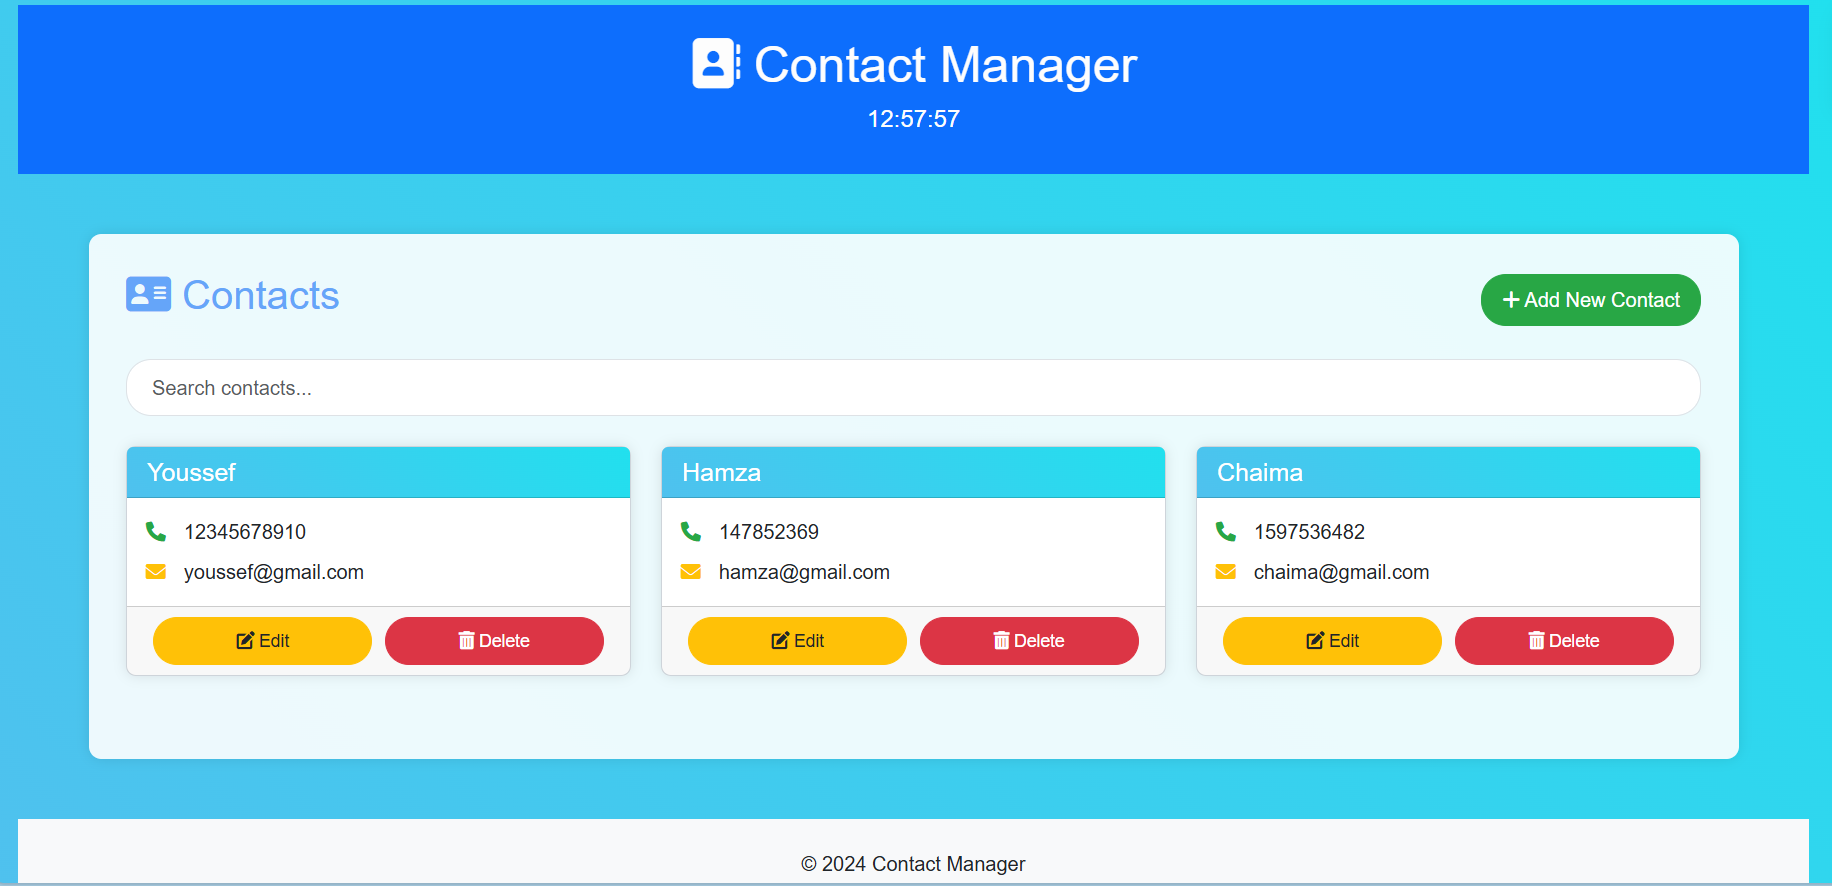 Contact Manager
12:57:57
Contacts
Add New Contact
Search contacts...
Youssef
12345678910
youssef@gmail.com
Edit
Delete
Hamza
147852369
hamza@gmail.com
Edit
Delete
Chaima
1597536482
chaima@gmail.com
Edit
Delete
© 2024 Contact Manager